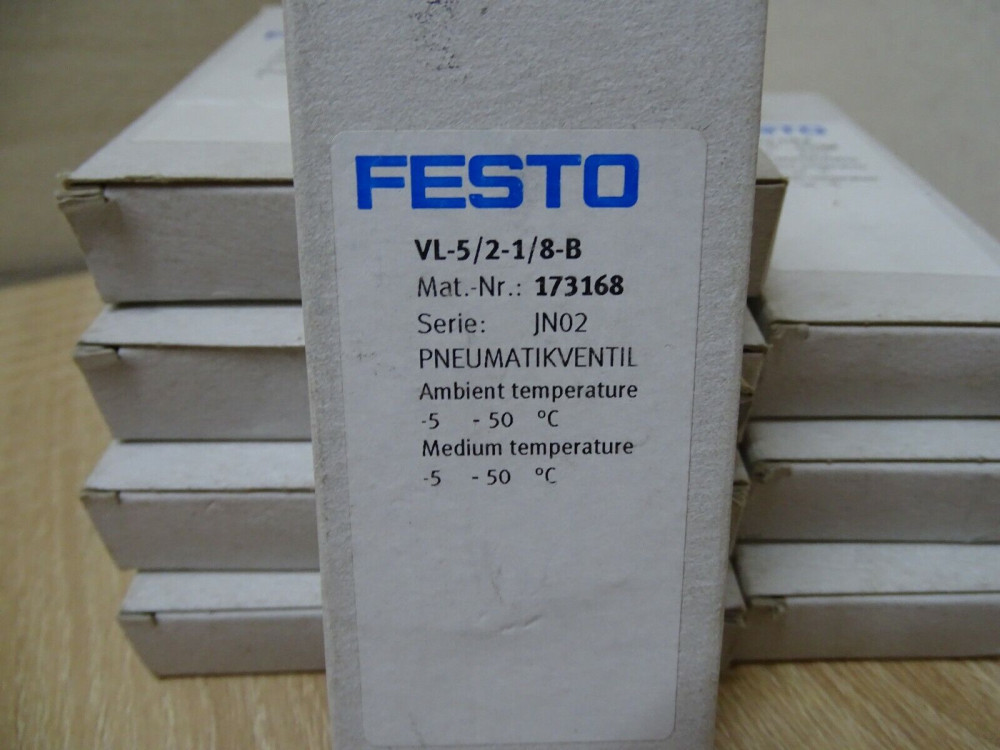 FESTO
VL-5/2-1/8-B
Mat.-Nr.: 173168
Serie: JN02
PNEUMATIKVENTIL
Ambient temperature
-5 - 50 °C
Medium temperature
-5 - 50 °C